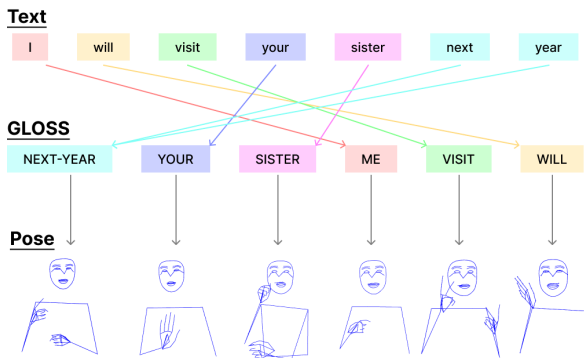 Text
I will visit your sister next year
GLOSS
NEXT-YEAR YOUR SISTER ME VISIT WILL
Pose